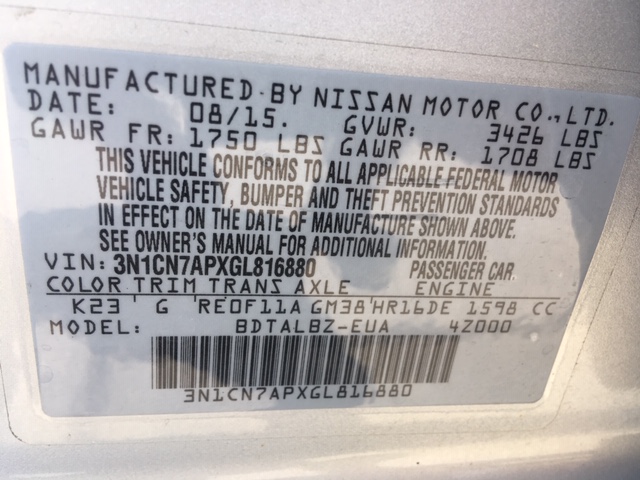 MANUFACTURED BY NISSAN MOTOR CO., LTD.
DATE: 08/15. GVWR: 3426 LBS
GAWR FR: 1750 LBS GAWR RR: 1708 LBS
THIS VEHICLE CONFORMS TO ALL APPLICABLE FEDERAL MOTOR
VEHICLE SAFETY, BUMPER AND THEFT PREVENTION STANDARDS
IN EFFECT ON THE DATE OF MANUFACTURE SHOWN ABOVE.
SEE OWNER'S MANUAL FOR ADDITIONAL INFORMATION.
VIN: 3N1CN7APXGL816880 PASSENGER CAR.
COLOR TRIM TRANS AXLE ENGINE
K23 G RE0F11A GM38 HR16DE 1598 CC
MODEL: BDTALBZ-EUA 4Z000
3N1CN7APXGL816880